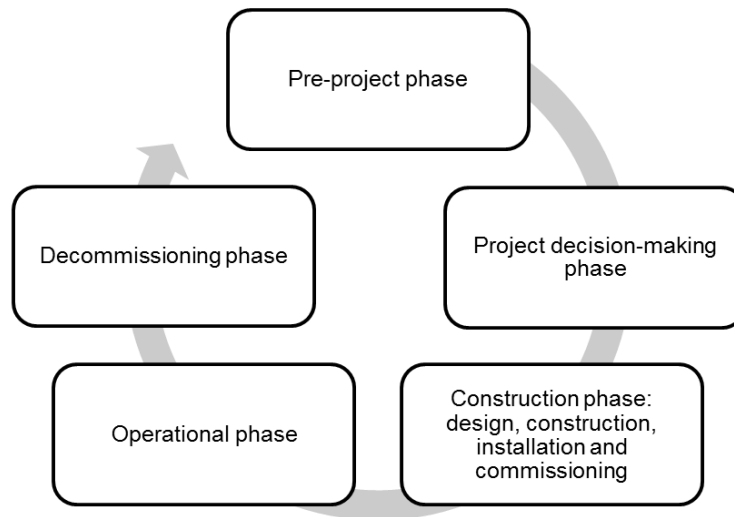 Pre-project phase
Project decision-making
phase
Construction phase:
design, construction,
installation and
commissioning
Operational phase
Decommissioning phase